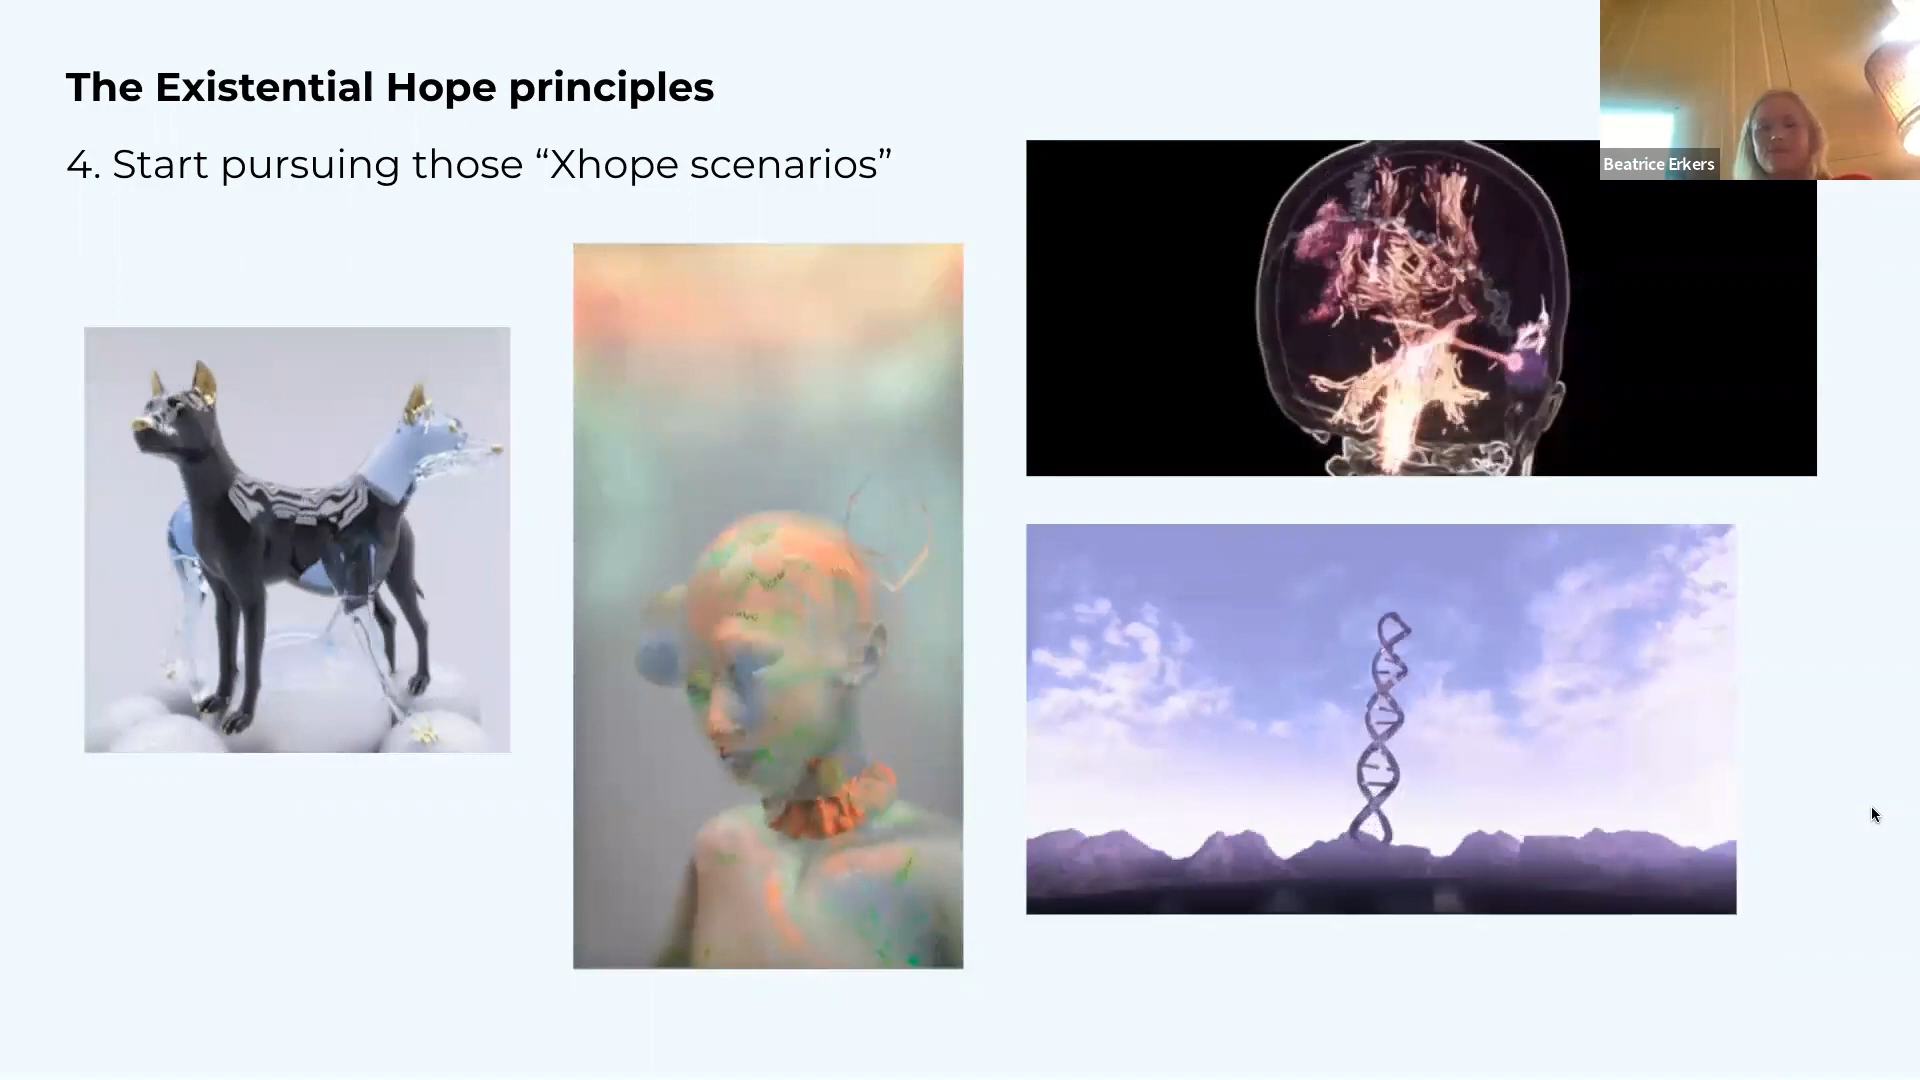 The Existential Hope principles
4. Start pursuing those “Xhope scenarios”
Beatrice Erkers